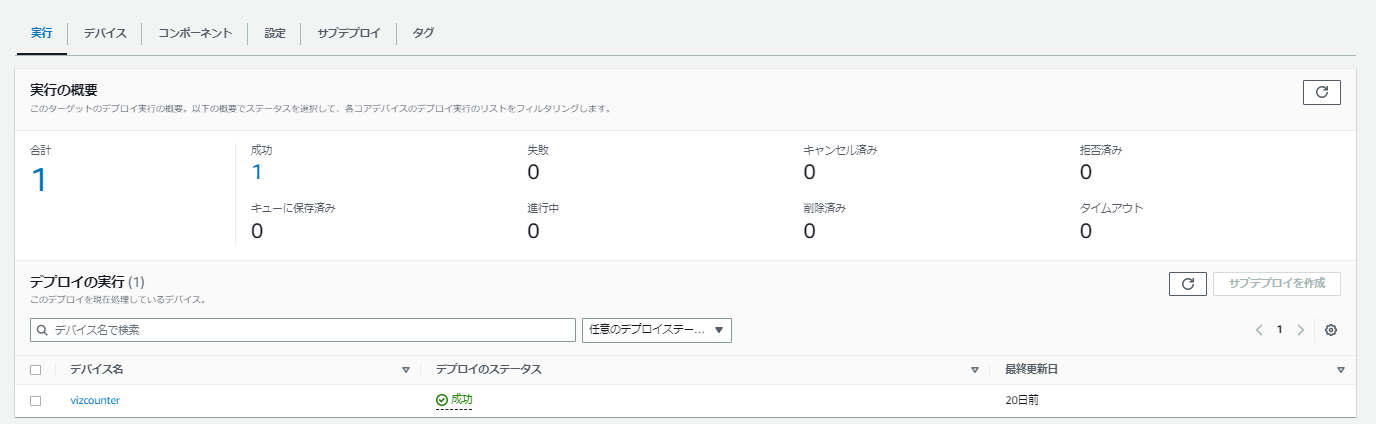 実行 デバイス コンポーネント 設定 サブデプロイ タグ
実行の概要
このターゲットのデプロイ実行の概要。以下の概要でステータスを選択して、各コアデバイスのデプロイ実行のリストをフィルタリングします。
合計
1
成功 失敗 キャンセル済み 拒否済み
1 0 0 0
キューに保存済み 進行中 削除済み タイムアウト
0 0 0 0
デプロイの実行 (1)
サブデプロイを作成
このデプロイを現在処理しているデバイス。
デバイス名で検索 任意のデプロイステー... 1
デバイス名 デプロイのステータス 最終更新日
vizcounter 成功 20日前